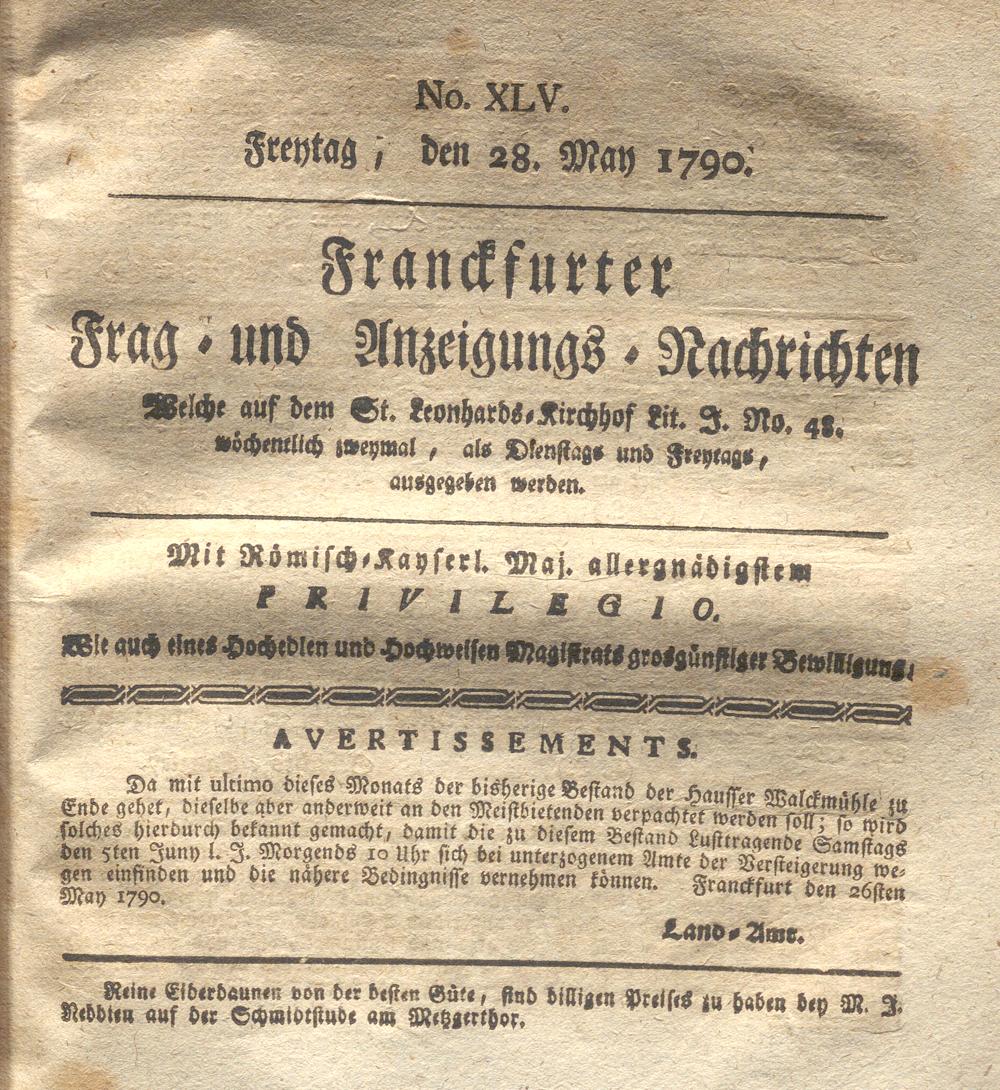 No. XLV.
Freytag, den 28. May 1790.
Franckfurter
Frag- und Anzeigungs-Nachrichten
Welche auf dem St. Leonhards-Kirchhof Lit. J. No. 48.
wöchentlich zweymal, als Dienstags und Freytags,
ausgegeben werden.
Mit Römisch-Kayserl. Maj. allergnädigstem
PRIVILEGIO.
Wie auch eines Hochedlen und Hochweisen Magistrats grosgünstiger Bewilligung.
AVERTISSEMENTS.
Da mit ultimo dieses Monats der bisherige Bestand der Hausser Walckmühle zu
Ende gehet, dieselbe aber anderweit an den Meistbietenden verpachtet werden soll; so wird
solches hierdurch bekannt gemacht, damit die zu diesem Bestand Lusttragende Samstags
den 5ten Juny l. J. Morgends 10 Uhr sich bei unterzogenem Amte der Versteigerung we-
gen einfinden und die nähere Bedingnisse vernehmen können. Franckfurt den 26sten
May 1790.
Land-Amt.
Reine Eiderdaunen von der besten Güte, sind billigen Preises zu haben bey M. J.
Nebbien auf der Schmidtstube am Metzgerthor.